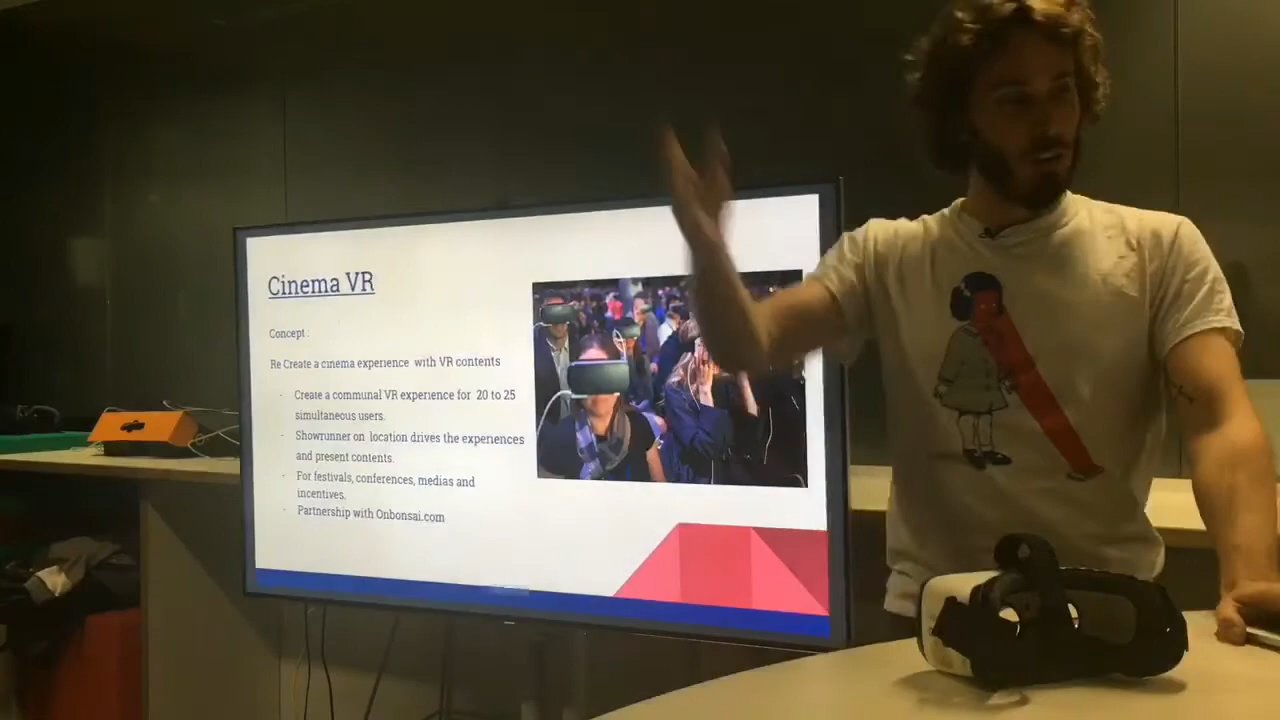 Cinema VR
Concept :
Re Create a cinema experience with VR contents
- Create a communal VR experience for 20 to 25
simultaneous users.
- Showrunner on location drives the experiences
and present contents.
- For festivals, conferences, medias and
incentives.
- Partnership with Onbonsai.com